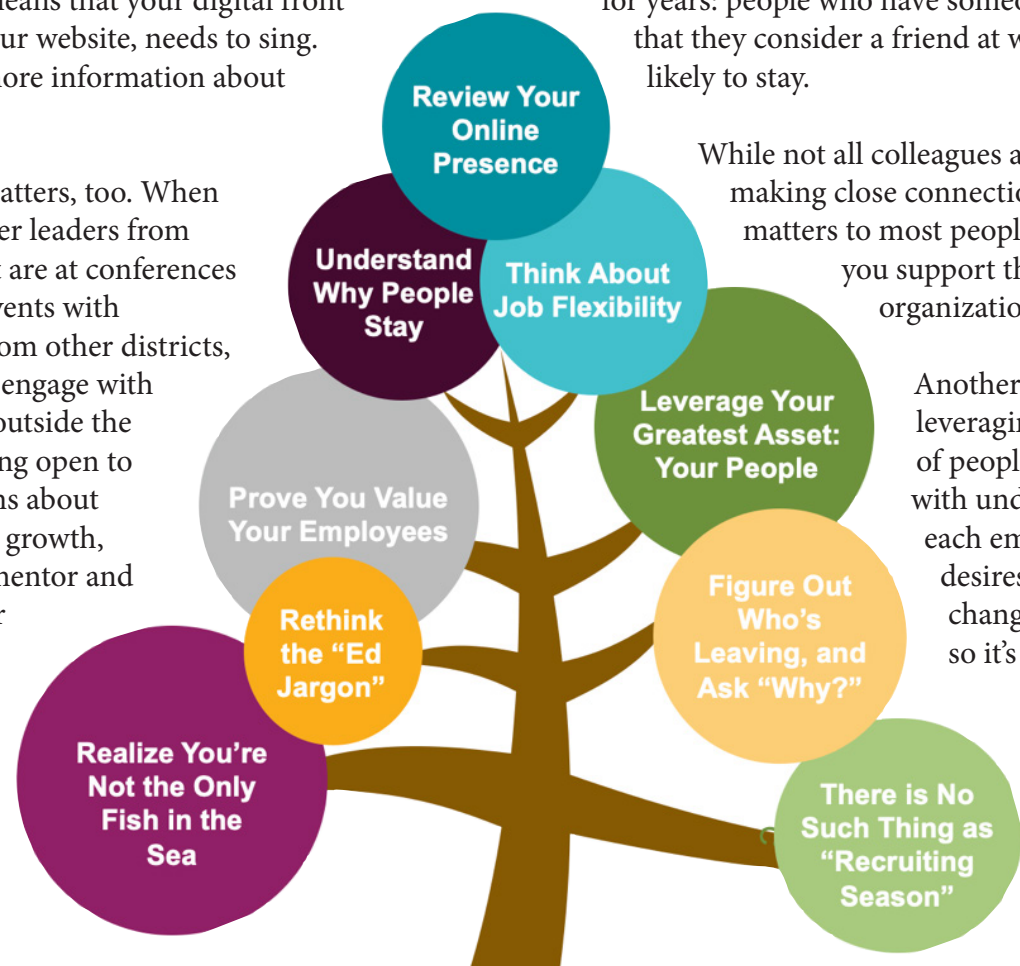 means that your digital front
ur website, needs to sing.
more information about
atters, too. When
er leaders from
t are at conferences
vents with
om other districts,
engage with
outside the
ng open to
ns about
growth,
mentor and
r
Review Your
Online
Presence
Understand
Why People
Stay
Think About
Job Flexibility
Prove You Value
Your Employees
Leverage Your
Greatest Asset:
Your People
Rethink
the “Ed
Jargon”
Figure Out
Who’s
Leaving, and
Ask “Why?”
Realize You’re
Not the Only
Fish in the
Sea
There is No
Such Thing as
“Recruiting
Season”
for years: people who have someo
that they consider a friend at w
likely to stay.
While not all colleagues a
making close connectio
matters to most peopl
you support th
organizatio
Another
leveragin
of peopl
with und
each em
desires
chang
so it’s